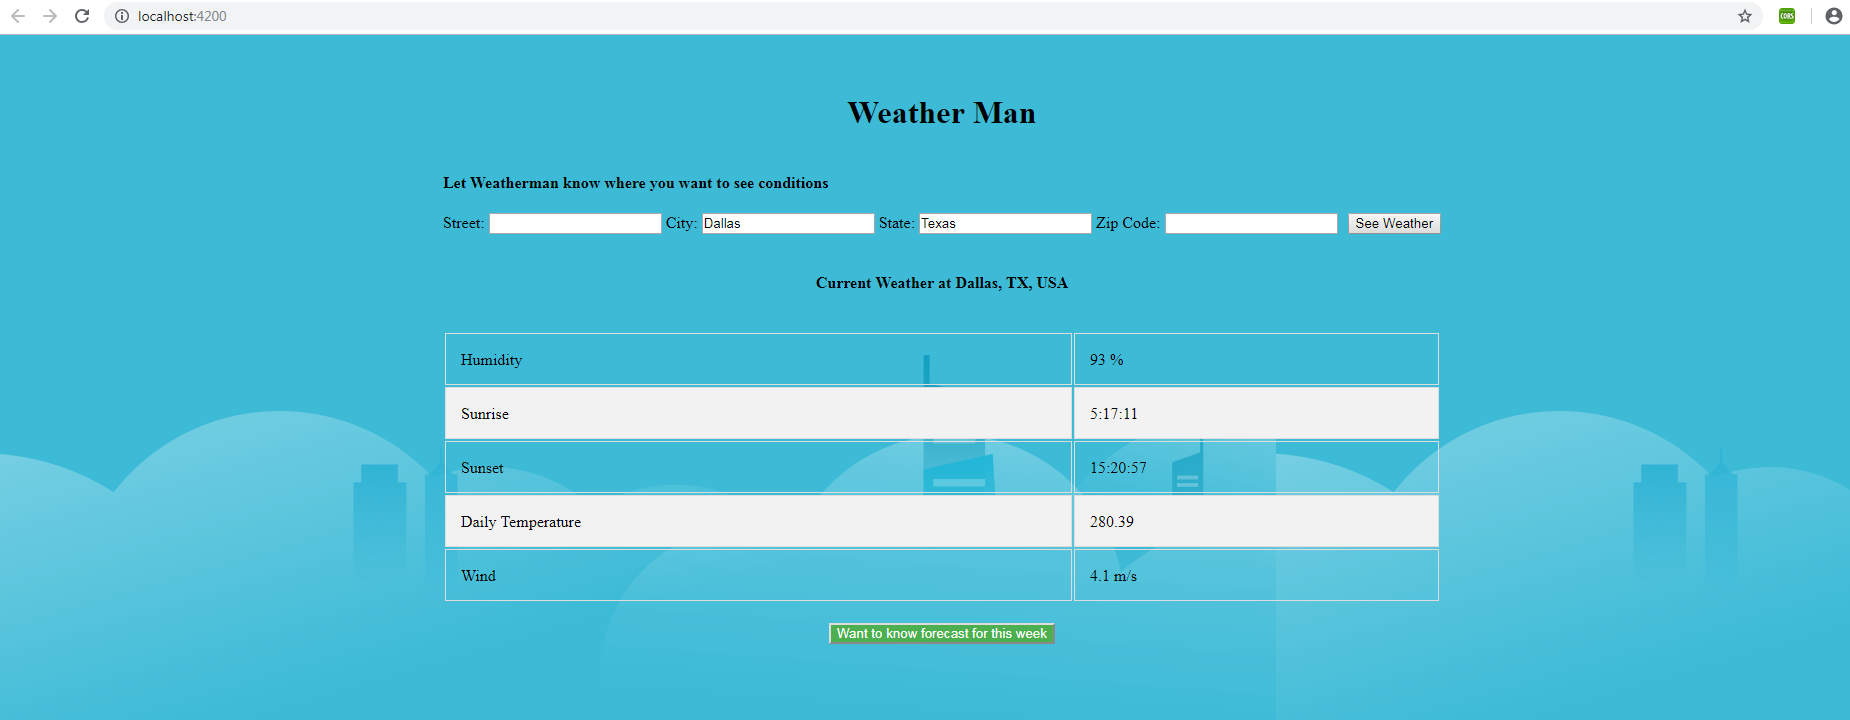 localhost:4200
CORS
Weather Man
Let Weatherman know where you want to see conditions
Street: City: Dallas State: Texas Zip Code: See Weather
Current Weather at Dallas, TX, USA
Humidity 93 %
Sunrise 5:17:11
Sunset 15:20:57
Daily Temperature 280.39
Wind 4.1 m/s
Want to know forecast for this week